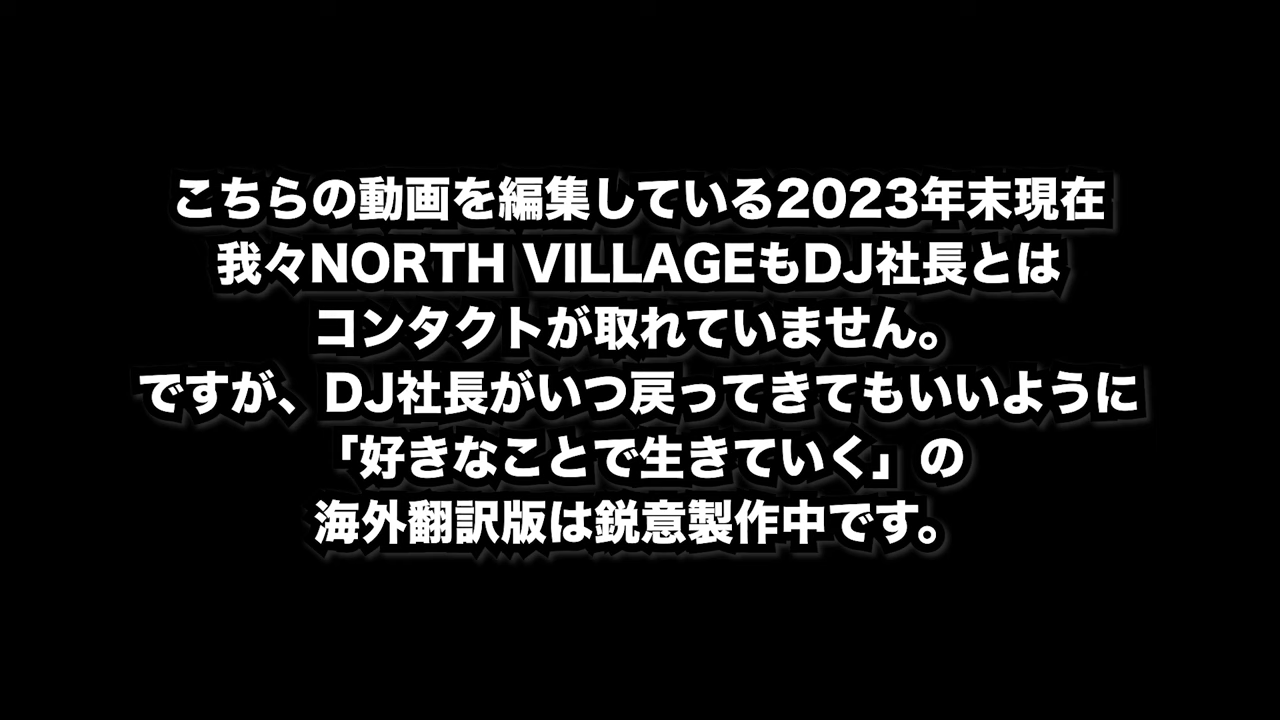 こちらの動画を編集している2023年末現在
我々NORTH VILLAGEもDJ社長とは
コンタクトが取れていません。
ですが、DJ社長がいつ戻ってきてもいいように
「好きなことで生きていく」の
海外翻訳版は鋭意製作中です。